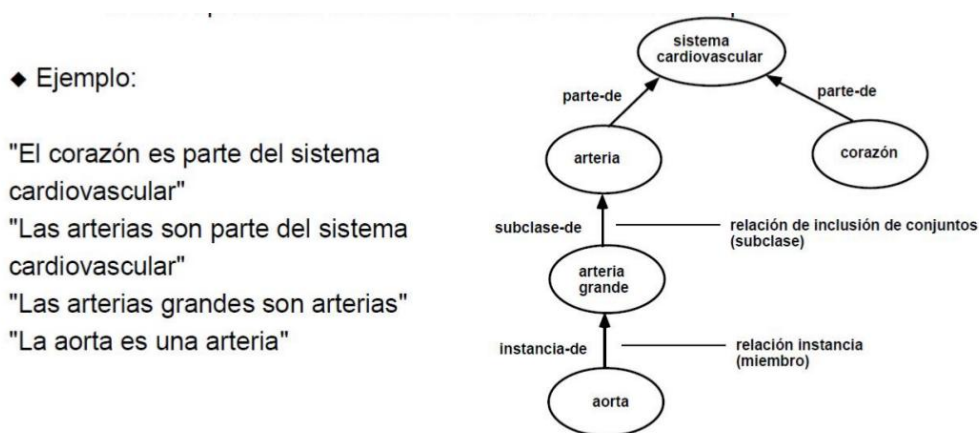 ◆ Ejemplo:
"El corazón es parte del sistema
cardiovascular"
"Las arterias son parte del sistema
cardiovascular"
"Las arterias grandes son arterias"
"La aorta es una arteria"
sistema
cardiovascular
parte-de
parte-de
arteria
corazón
subclase-de
relación de inclusión de conjuntos
(subclase)
arteria
grande
instancia-de
relación instancia
(miembro)
aorta